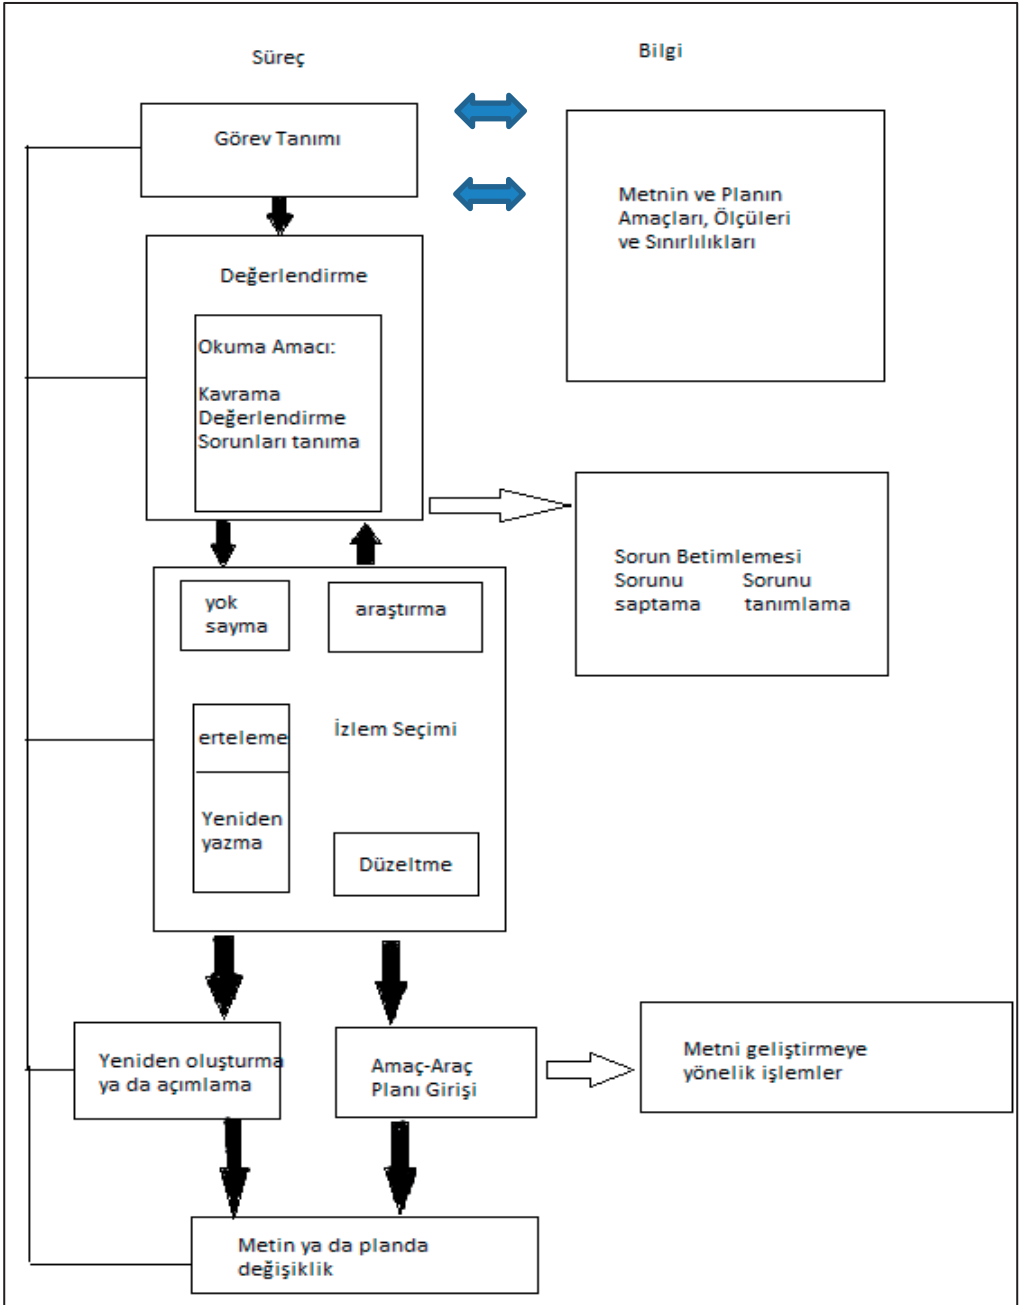 Süreç
Bilgi
Görev Tanımı
Metnin ve Planın
Amaçları, Ölçüleri
ve Sınırlılıkları
Değerlendirme
Okuma Amacı:
Kavrama
Değerlendirme
Sorunları tanıma
Sorun Betimlemesi
Sorunu Sorunu
saptama tanımlama
yok
sayma
araştırma
erteleme
İzlem Seçimi
Yeniden
yazma
Düzeltme
Yeniden oluşturma
ya da açımlama
Amaç-Araç
Planı Girişi
Metni geliştirmeye
yönelik işlemler
Metin ya da planda
değişiklik